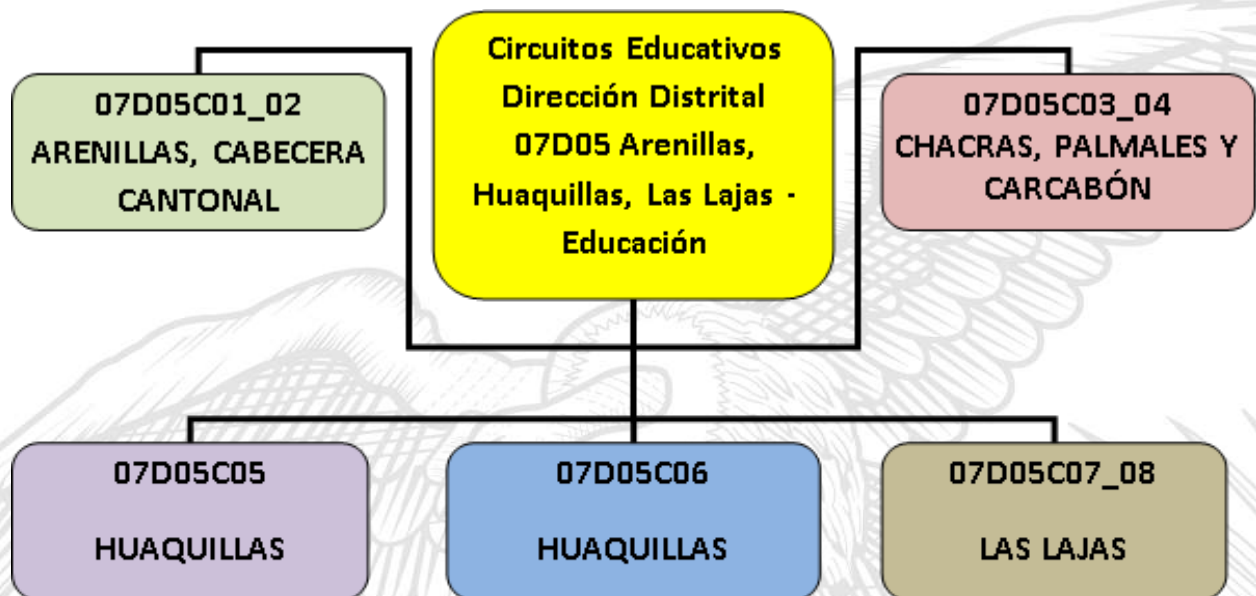 Circuitos Educativos
Dirección Distrital
07D05 Arenillas,
Huaquillas, Las Lajas -
Educación
07D05C01_02
ARENILLAS, CABECERA
CANTONAL
07D05C03_04
CHACRAS, PALMALES Y
CARCABÓN
07D05C05
HUAQUILLAS
07D05C06
HUAQUILLAS
07D05C07_08
LAS LAJAS